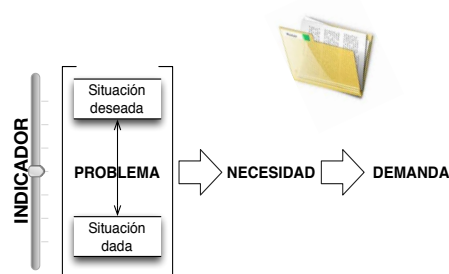 Situación
deseada
INDICADOR
PROBLEMA
NECESIDAD
DEMANDA
Situación
dada